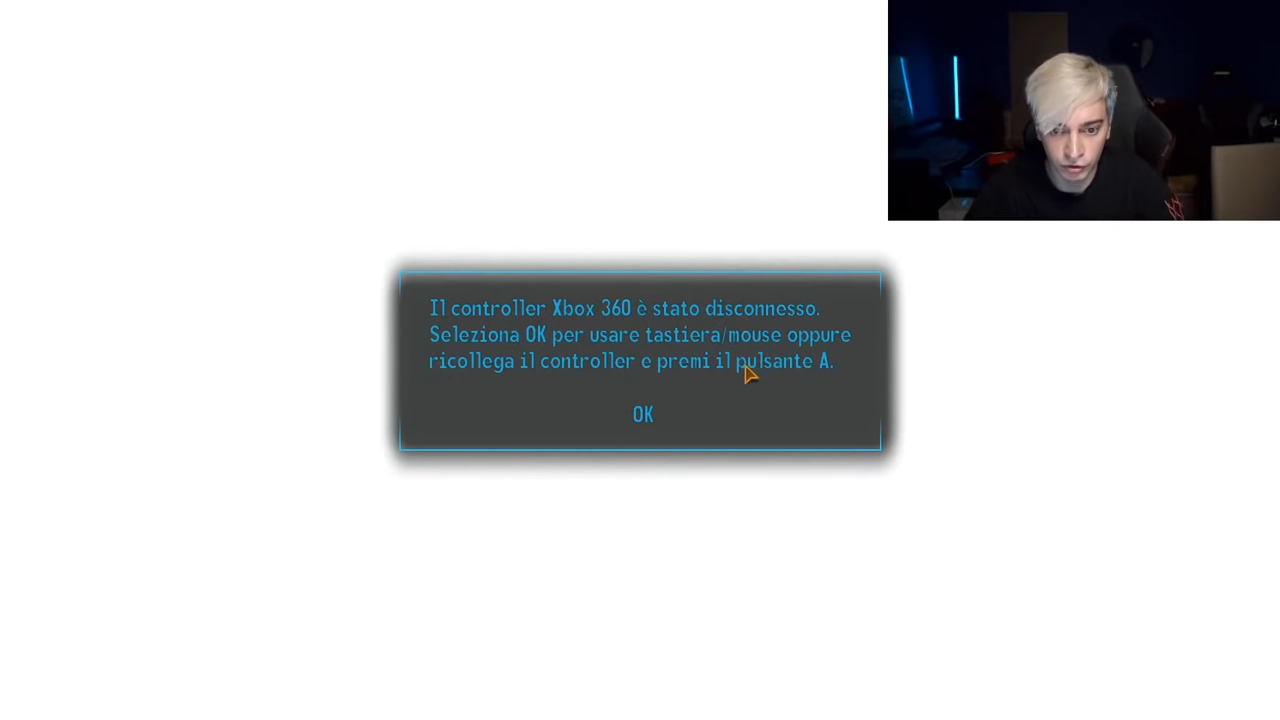 Il controller Xbox 360 è stato disconnesso.
Seleziona OK per usare tastiera/mouse oppure
ricollega il controller e premi il pulsante A.
OK